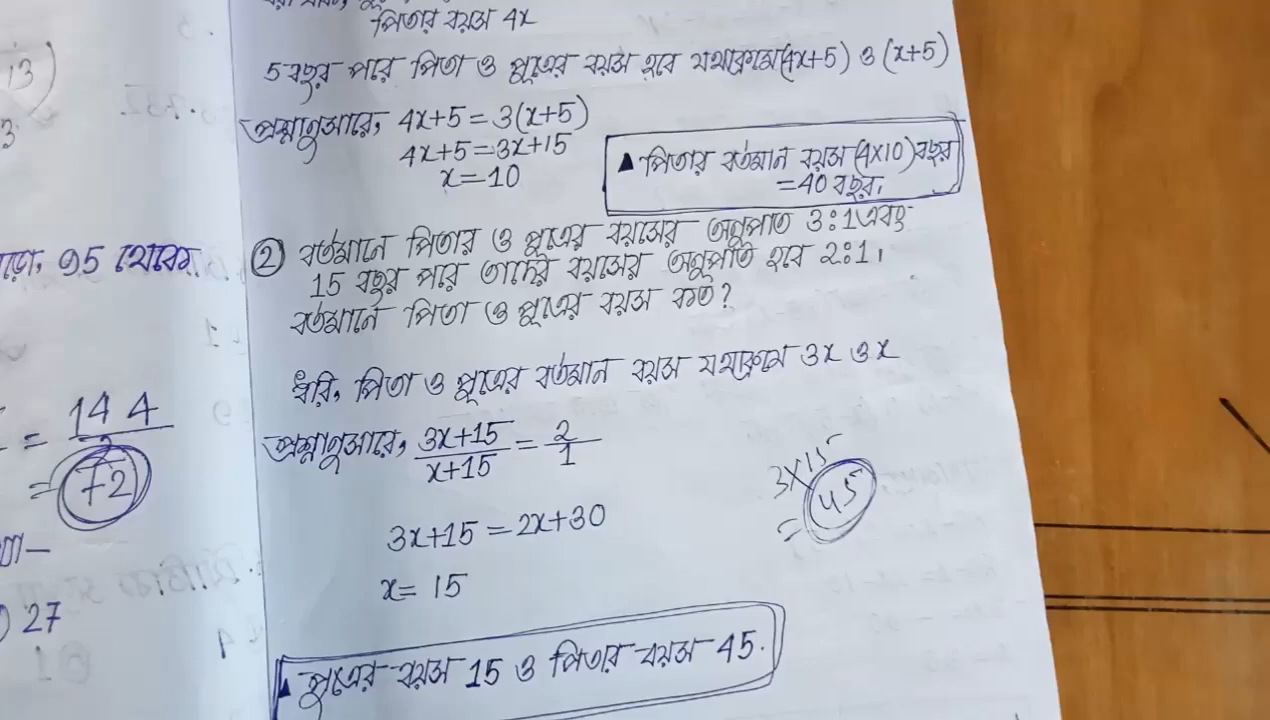 পিতার বয়স 4x
5 বছর পরে পিতা ও পুত্রের বয়স হবে যথাক্রমে (4x+5) ও (x+5)
প্রশ্নানুসারে, 4x+5=3(x+5)
4x+5=3x+15
x=10
▲ পিতার বর্তমান বয়স (4×10) বছর
=40 বছর।
② বর্তমানে পিতার ও পুত্রের বয়সের অনুপাত 3:1 এবং
15 বছর পরে তাদের বয়সের অনুপাত হবে 2:1।
বর্তমানে পিতা ও পুত্রের বয়স কত?
ধরি, পিতা ও পুত্রের বর্তমান বয়স যথাক্রমে 3x ও x
প্রশ্নানুসারে, 3x+15/x+15 = 2/1
3x+15=2x+30
x= 15
3×15
= 45
▲ পুত্রের বয়স 15 ও পিতার বয়স 45.
13)
3
95 থেকে
= 144/2
= 72
27